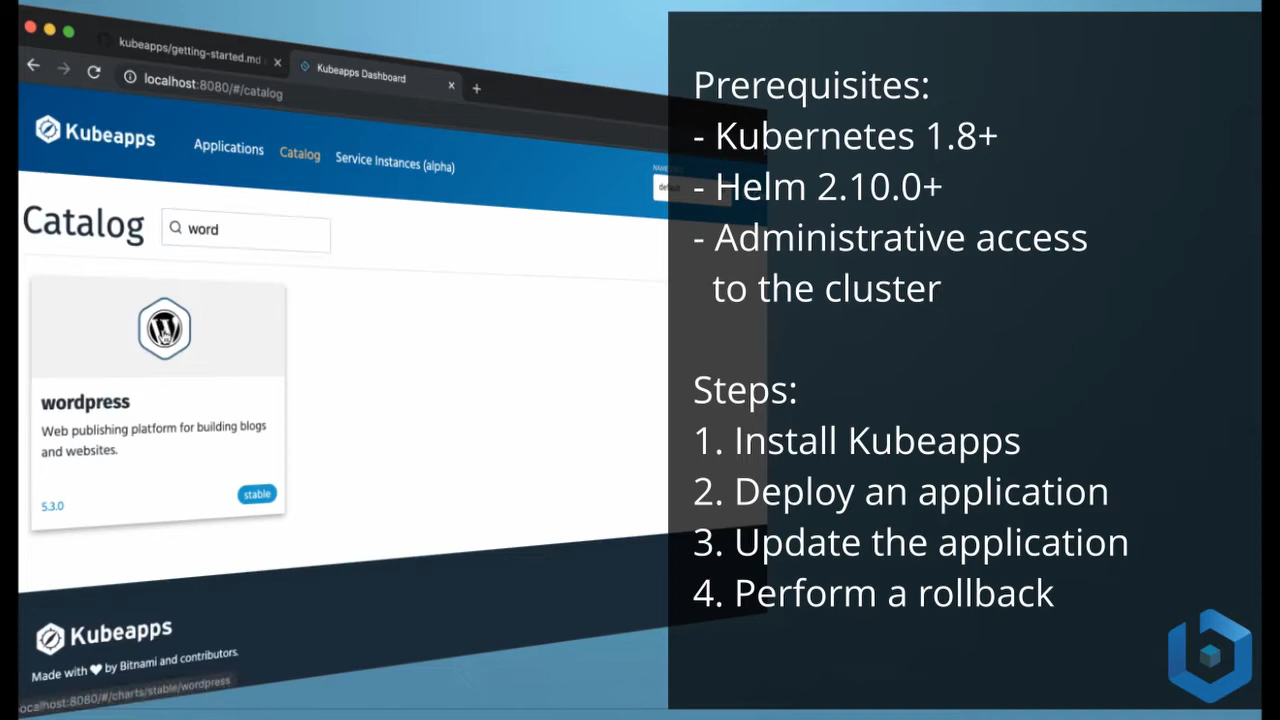 kubeapps/getting-started.md
Kubeapps Dashboard
localhost:8080/#/catalog
Kubeapps
Applications
Catalog
Service Instances (alpha)
Catalog
word
wordpress
Web publishing platform for building blogs
and websites.
5.3.0
stable
Kubeapps
Made with ❤ by Bitnami and contributors.
ocalhost:8080/#/charts/stable/wordpress
Prerequisites:
- Kubernetes 1.8+
- Helm 2.10.0+
- Administrative access
to the cluster
Steps:
1. Install Kubeapps
2. Deploy an application
3. Update the application
4. Perform a rollback